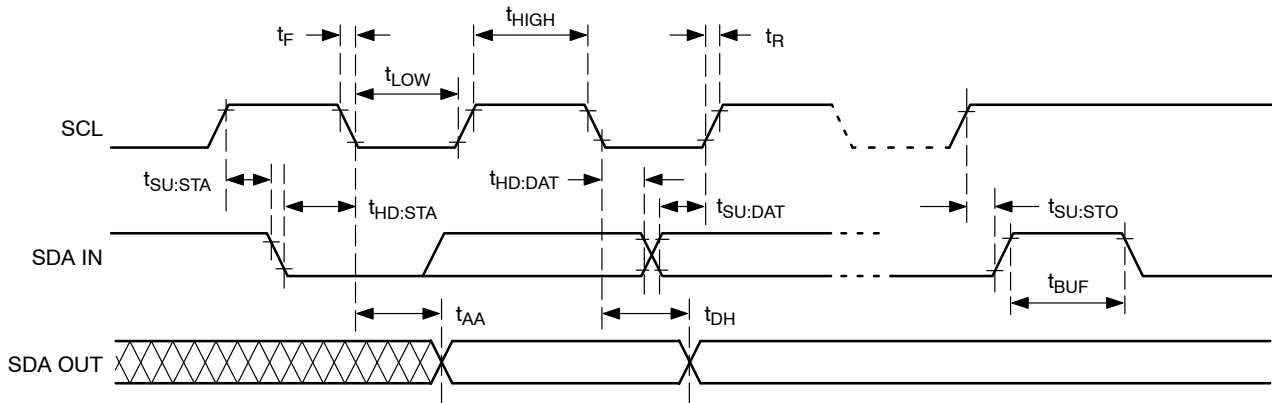 tHIGH
tF
tR
tLOW
SCL
tSU:STA
tHD:STA
tHD:DAT
tSU:DAT
tSU:STO
SDA IN
tBUF
tAA
tDH
SDA OUT